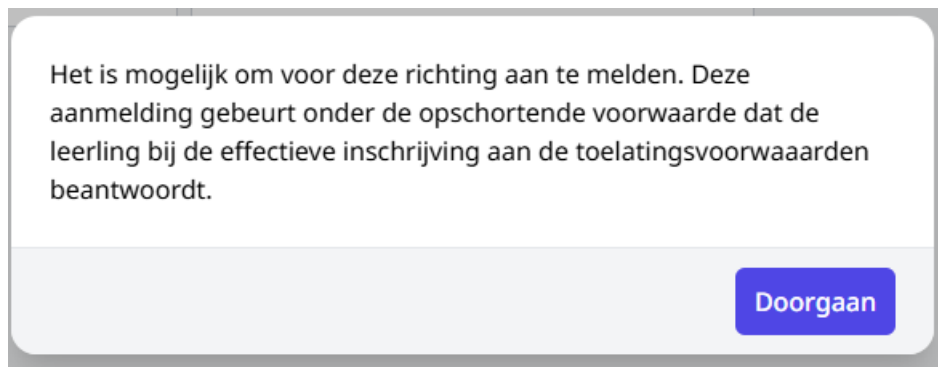 Het is mogelijk om voor deze richting aan te melden. Deze
aanmelding gebeurt onder de opschortende voorwaarde dat de
leerling bij de effectieve inschrijving aan de toelatingsvoorwaaarden
beantwoordt.
Doorgaan